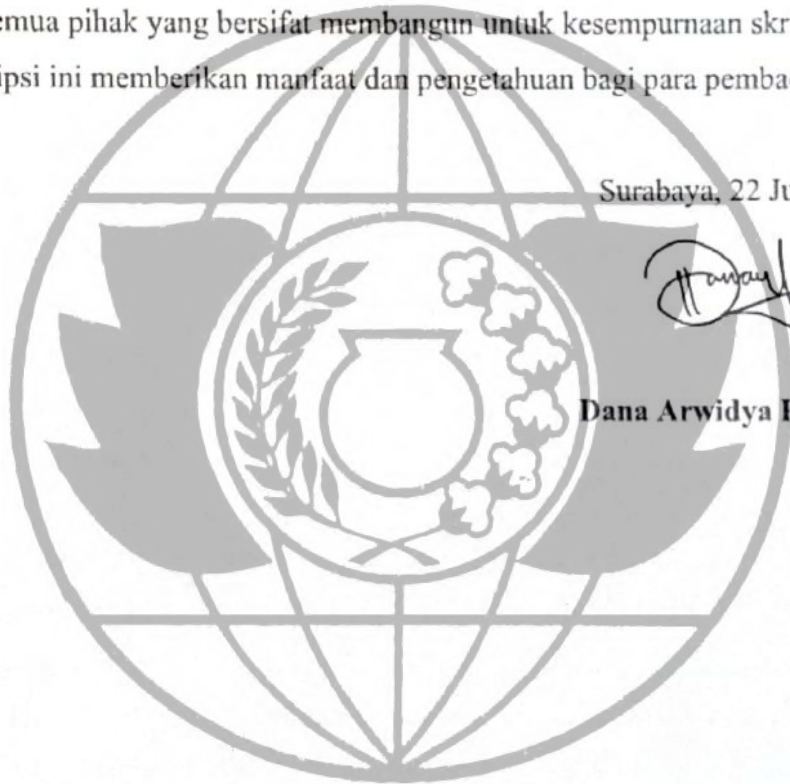 emua pihak yang bersifat membangun untuk kesempurnaan skr
ipsi ini memberikan manfaat dan pengetahuan bagi para pemba
Surabaya, 22 Ju
Dana Arwidya